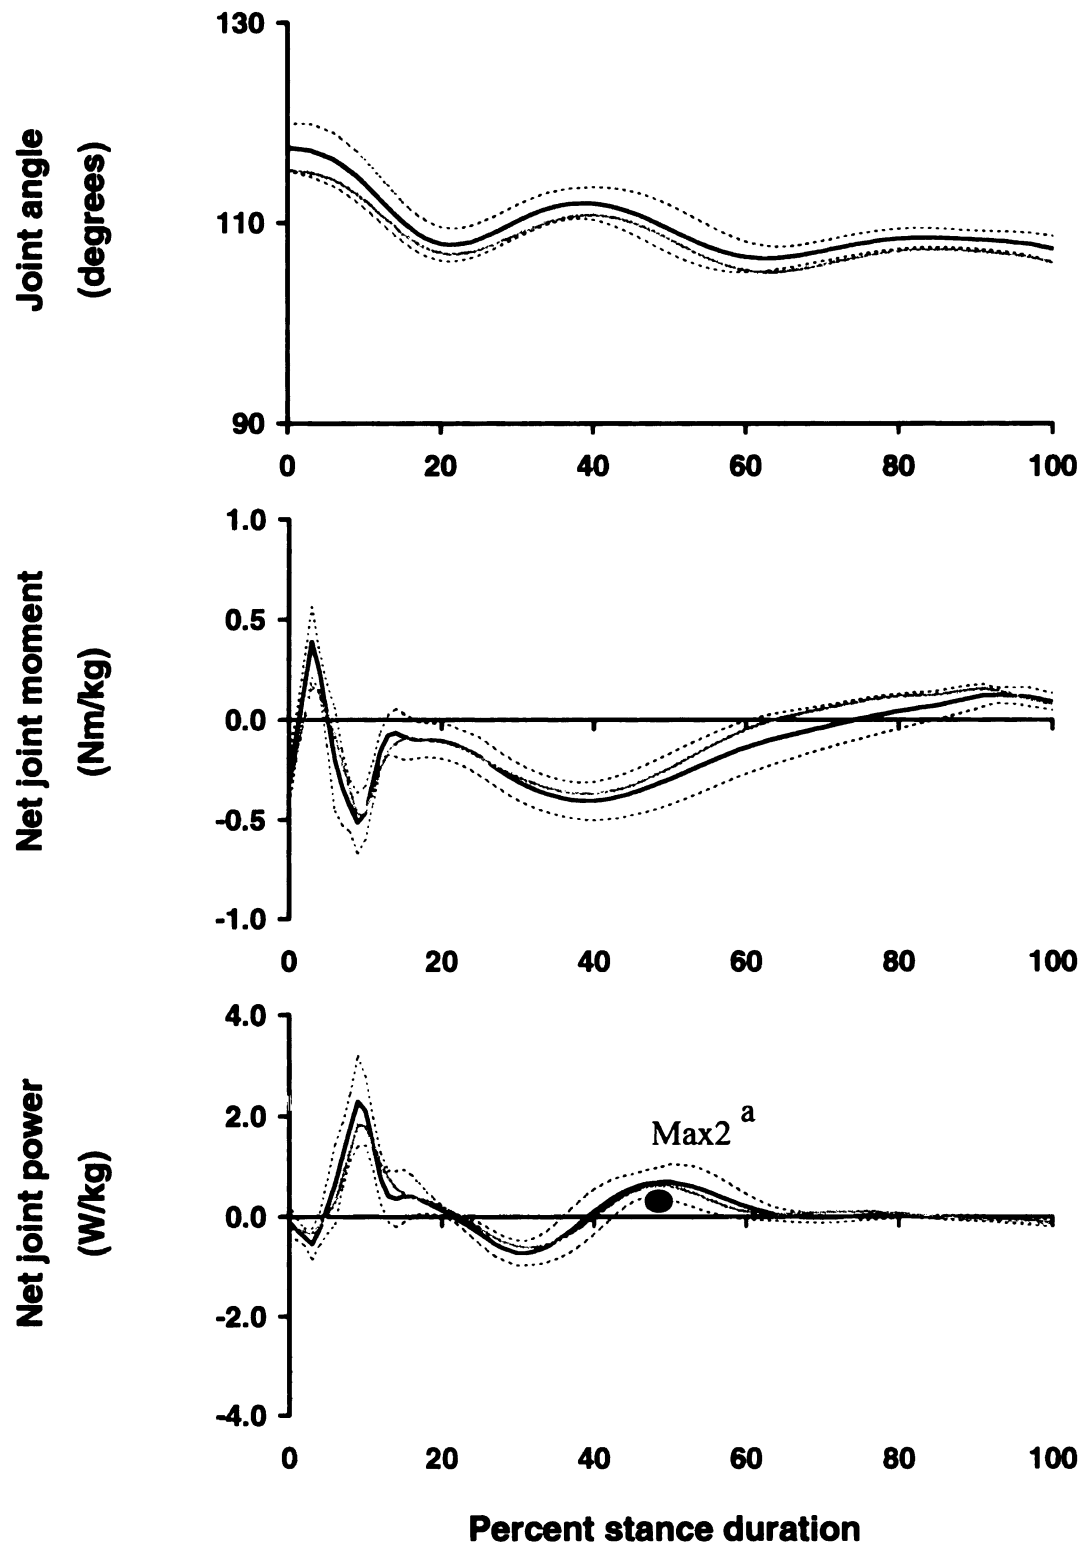 130
110
90
Joint angle
(degrees)
0 20 40 60 80 100
1.0
0.5
0.0
-0.5
-1.0
Net joint moment
(Nm/kg)
0 20 40 60 80 100
4.0
2.0
0.0
-2.0
-4.0
Net joint power
(W/kg)
Max2 a
0 20 40 60 80 100
Percent stance duration